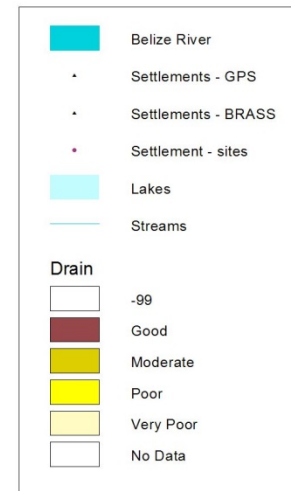 Belize River
Settlements - GPS
Settlements - BRASS
Settlement - sites
Lakes
Streams
Drain
-99
Good
Moderate
Poor
Very Poor
No Data